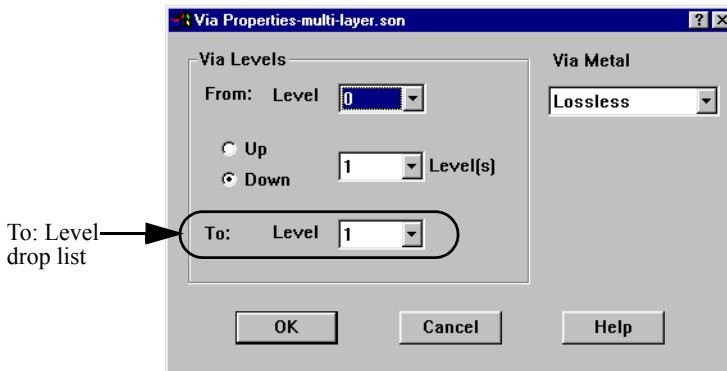 Via Properties-multi-layer.son
Via Levels
Via Metal
From: Level 0
Lossless
Up
Down
1 Level(s)
To: Level 1
To: Level
drop list
OK Cancel Help